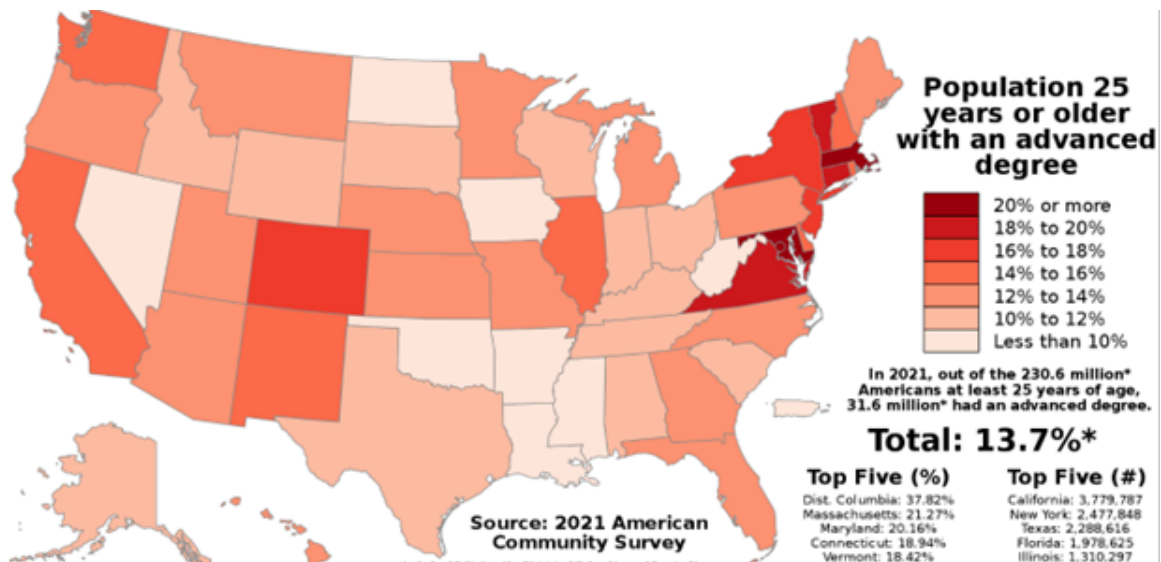 Population 25
years or older
with an advanced
degree
20% or more
18% to 20%
16% to 18%
14% to 16%
12% to 14%
10% to 12%
Less than 10%
In 2021, out of the 230.6 million*
Americans at least 25 years of age,
31.6 million* had an advanced degree.
Total: 13.7%*
Top Five (%)
Dist. Columbia: 37.82%
Massachusetts: 21.27%
Maryland: 20.16%
Connecticut: 18.94%
Vermont: 18.42%
Top Five (#)
California: 3,779,787
New York: 2,477,848
Texas: 2,288,616
Florida: 1,978,625
Illinois: 1,310,297
Source: 2021 American
Community Survey